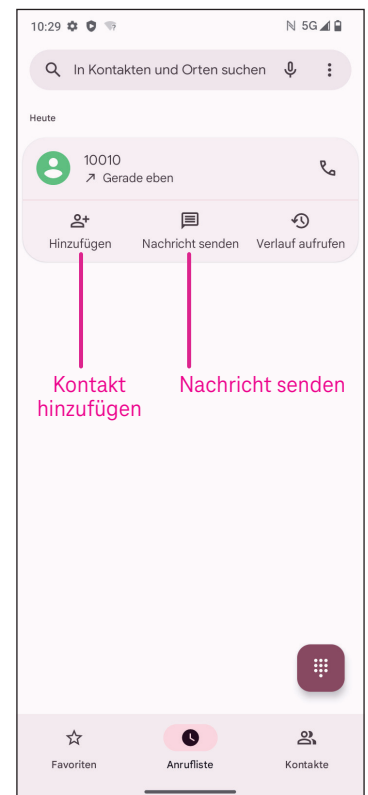 10:29
5G
In Kontakten und Orten suchen
Heute
10010
Gerade eben
Hinzufügen
Nachricht senden
Verlauf aufrufen
Kontakt
hinzufügen
Nachricht senden
Favoriten
Anrufliste
Kontakte